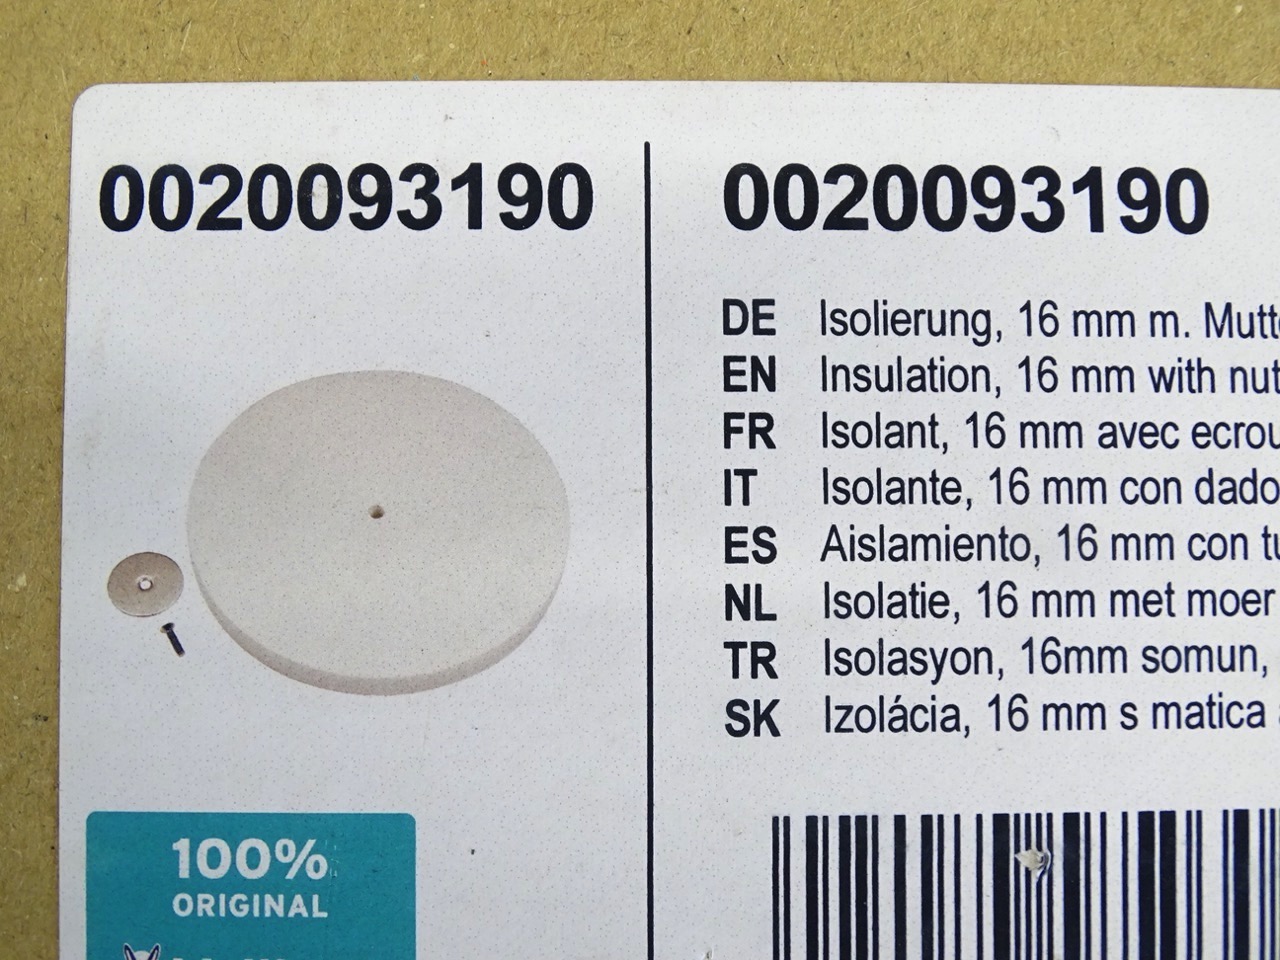 0020093190
0020093190
DE Isolierung, 16 mm m.
EN Insulation, 16 mm with nut
FR Isolant, 16 mm avec ecrou
IT Isolante, 16 mm con dado
ES Aislamiento, 16 mm con
NL Isolatie, 16 mm met moer
TR Isolasyon, 16mm somun,
SK Izolácia, 16 mm s matica
100%
ORIGINAL